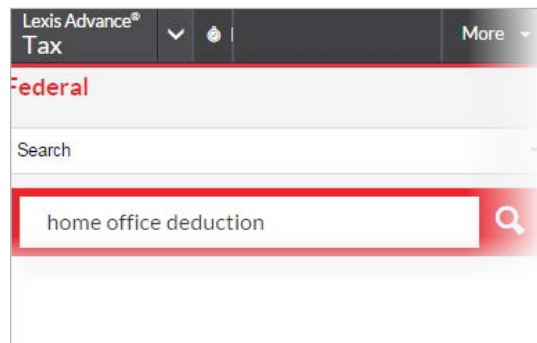 Lexis Advance®
Tax
More
Federal
Search
home office deduction